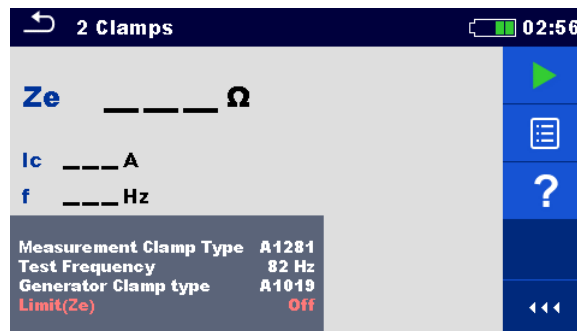 2 Clamps 02:56
Ze ___ Ω
Ic ___ A
f ___ Hz
Measurement Clamp Type A1281
Test Frequency 82 Hz
Generator Clamp type A1019
Limit(Ze) Off
?